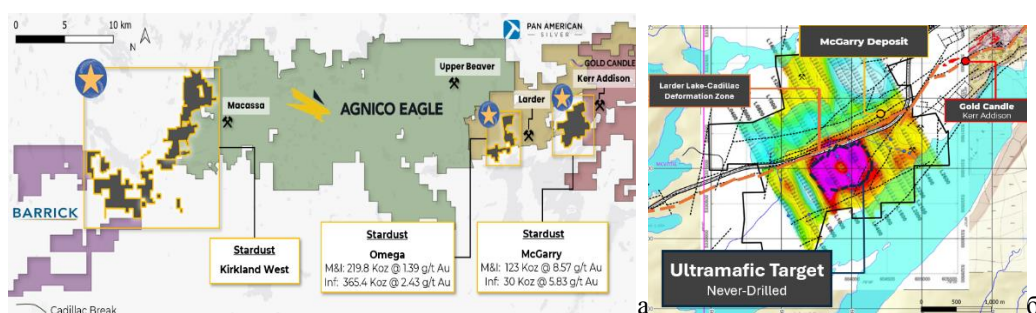 0 5 10 km
N
PAN AMERICAN
SILVER
GOLD CANDLE
Kerr Addison
Upper Beaver
Larder
Macassa
AGNICO EAGLE
BARRICK
Stardust
Kirkland West
Stardust
Omega
M&I: 219.8 Koz @ 1.39 g/t Au
Inf: 365.4 Koz @ 2.43 g/t Au
Stardust
McGarry
M&I: 123 Koz @ 8.57 g/t Au
Inf: 30 Koz @ 5.83 g/t Au
Cadillac Break
а
McGarry Deposit
Larder Lake-Cadillac
Deformation Zone
Gold Candle
Kerr Addison
Ultramafic Target
Never-Drilled
0 500 1,000 m
б